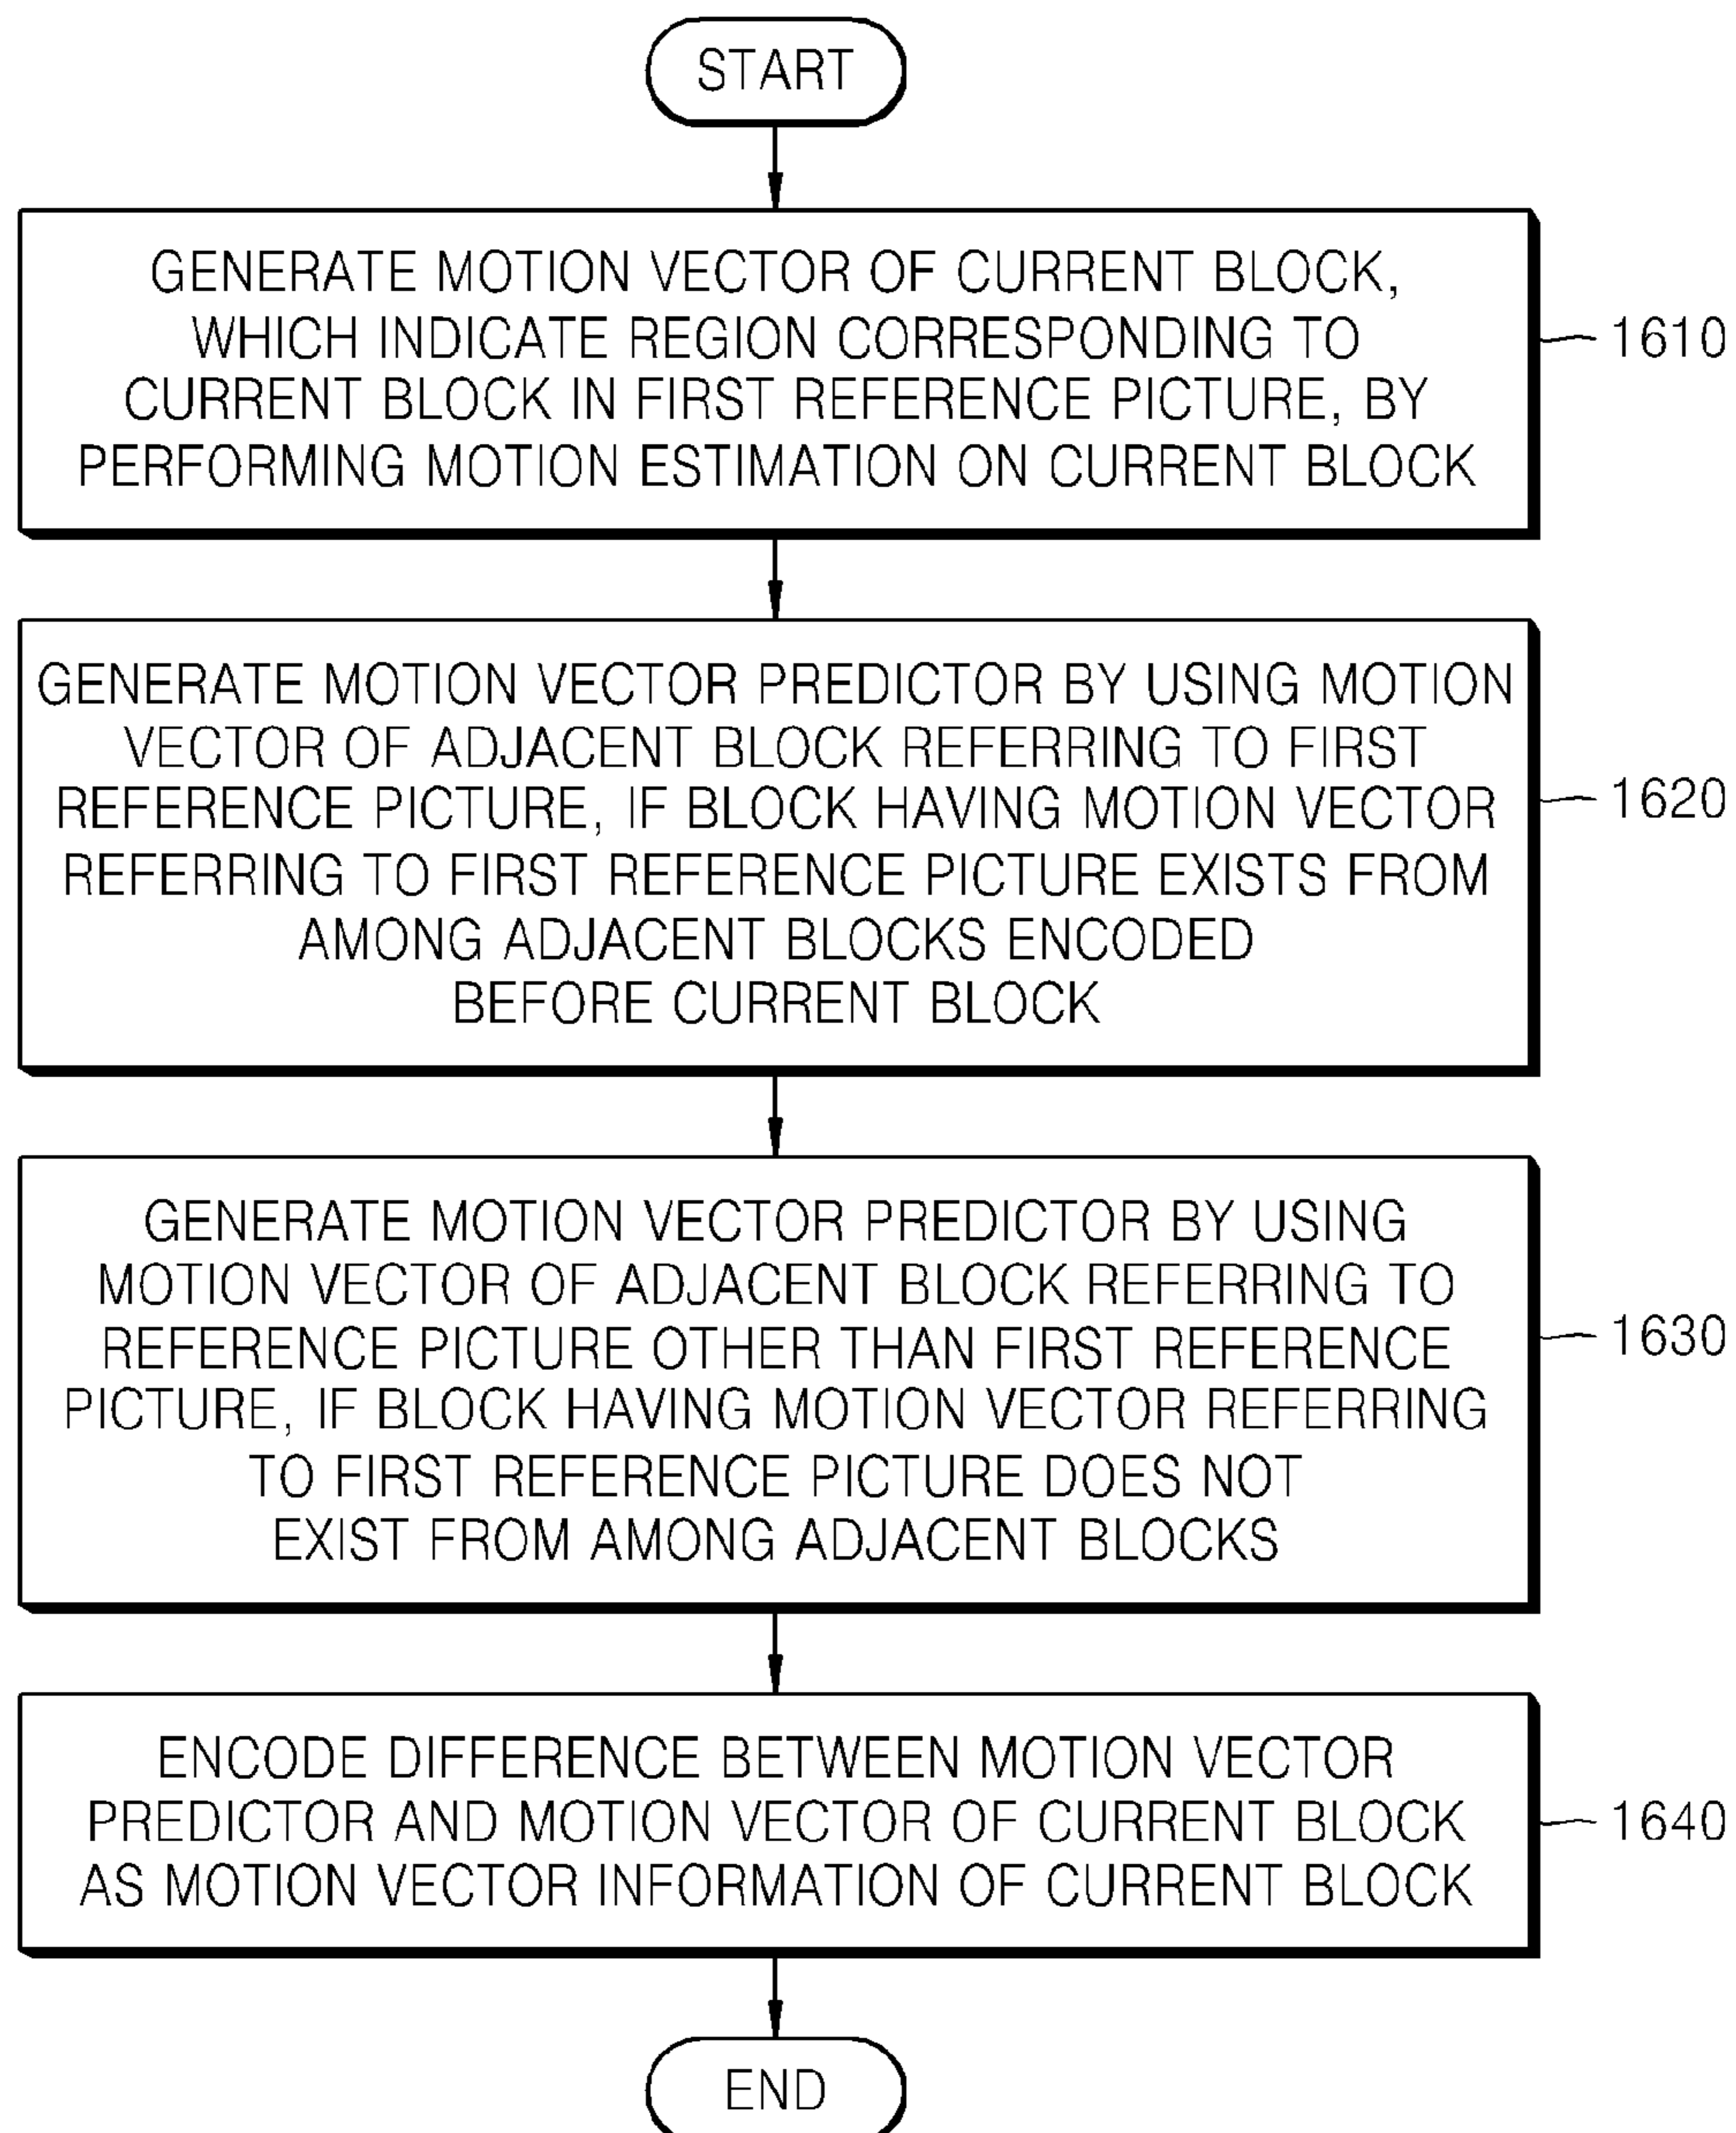 START
GENERATE MOTION VECTOR OF CURRENT BLOCK,
WHICH INDICATE REGION CORRESPONDING TO
CURRENT BLOCK IN FIRST REFERENCE PICTURE, BY
PERFORMING MOTION ESTIMATION ON CURRENT BLOCK
1610
GENERATE MOTION VECTOR PREDICTOR BY USING MOTION
VECTOR OF ADJACENT BLOCK REFERRING TO FIRST
REFERENCE PICTURE, IF BLOCK HAVING MOTION VECTOR
REFERRING TO FIRST REFERENCE PICTURE EXISTS FROM
AMONG ADJACENT BLOCKS ENCODED
BEFORE CURRENT BLOCK
1620
GENERATE MOTION VECTOR PREDICTOR BY USING
MOTION VECTOR OF ADJACENT BLOCK REFERRING TO
REFERENCE PICTURE OTHER THAN FIRST REFERENCE
PICTURE, IF BLOCK HAVING MOTION VECTOR REFERRING
TO FIRST REFERENCE PICTURE DOES NOT
EXIST FROM AMONG ADJACENT BLOCKS
1630
ENCODE DIFFERENCE BETWEEN MOTION VECTOR
PREDICTOR AND MOTION VECTOR OF CURRENT BLOCK
AS MOTION VECTOR INFORMATION OF CURRENT BLOCK
1640
END